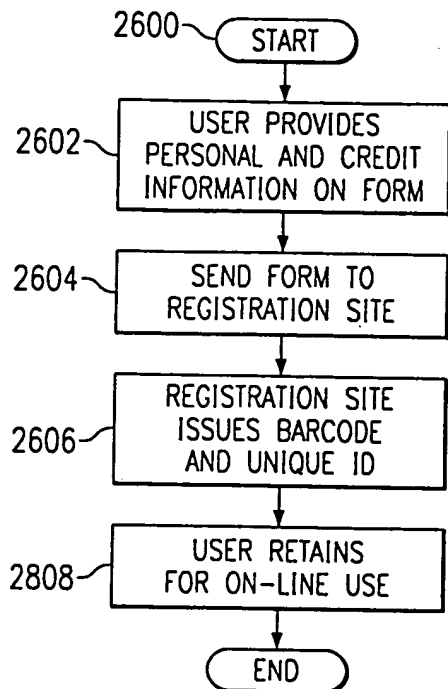 2600
START
2602
USER PROVIDES
PERSONAL AND CREDIT
INFORMATION ON FORM
2604
SEND FORM TO
REGISTRATION SITE
2606
REGISTRATION SITE
ISSUES BARCODE
AND UNIQUE ID
2808
USER RETAINS
FOR ON-LINE USE
END